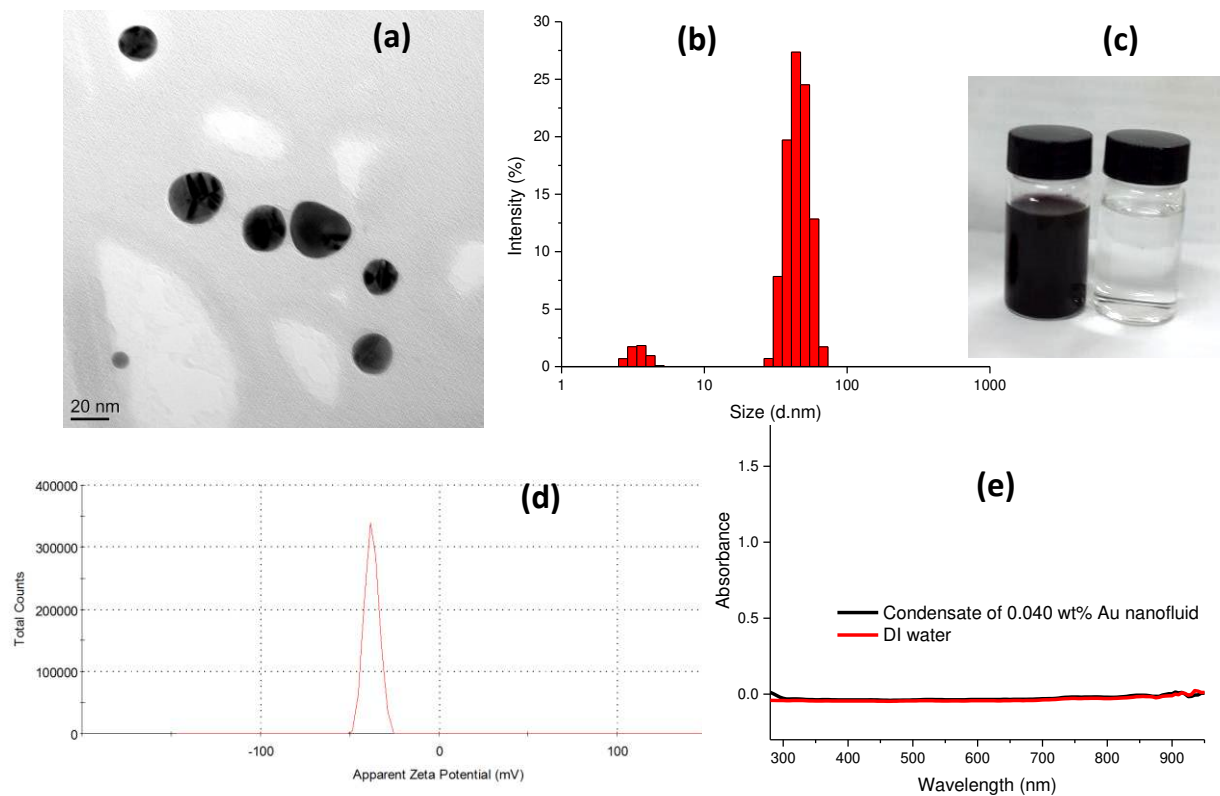 (a)
20 nm
(b)
30
25
20
15
10
5
0
Intensity (%)
1
10
100
1000
Size (d.nm)
(c)
(d)
400000
300000
200000
100000
0
Total Counts
-100
0
100
Apparent Zeta Potential (mV)
(e)
1.5
1.0
0.5
0.0
Absorbance
Condensate of 0.040 wt% Au nanofluid
DI water
300
400
500
600
700
800
900
Wavelength (nm)